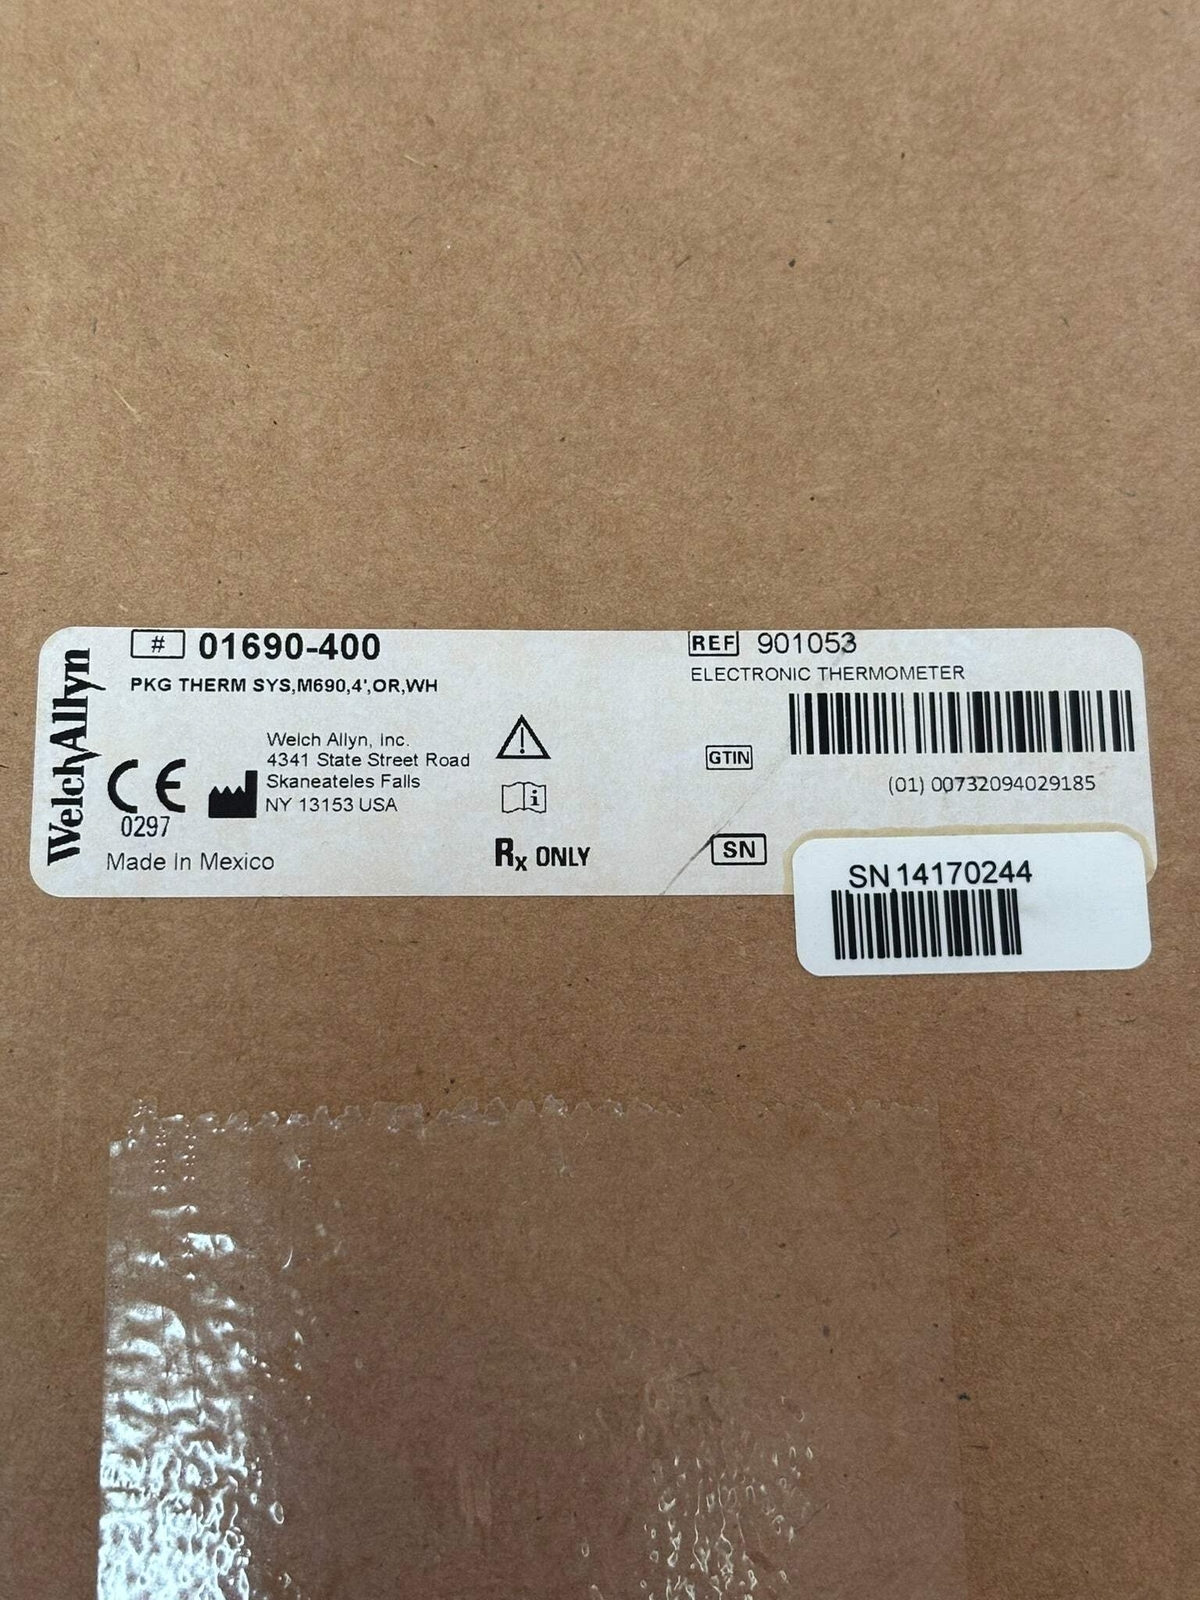 WelchAllyn
# 01690-400
PKG THERM SYS,M690,4',OR,WH
Welch Allyn, Inc.
4341 State Street Road
Skaneateles Falls
NY 13153 USA
CE
0297
Made In Mexico
i
Rx ONLY
REF 901053
ELECTRONIC THERMOMETER
GTIN
(01) 00732094029185
SN
SN 14170244